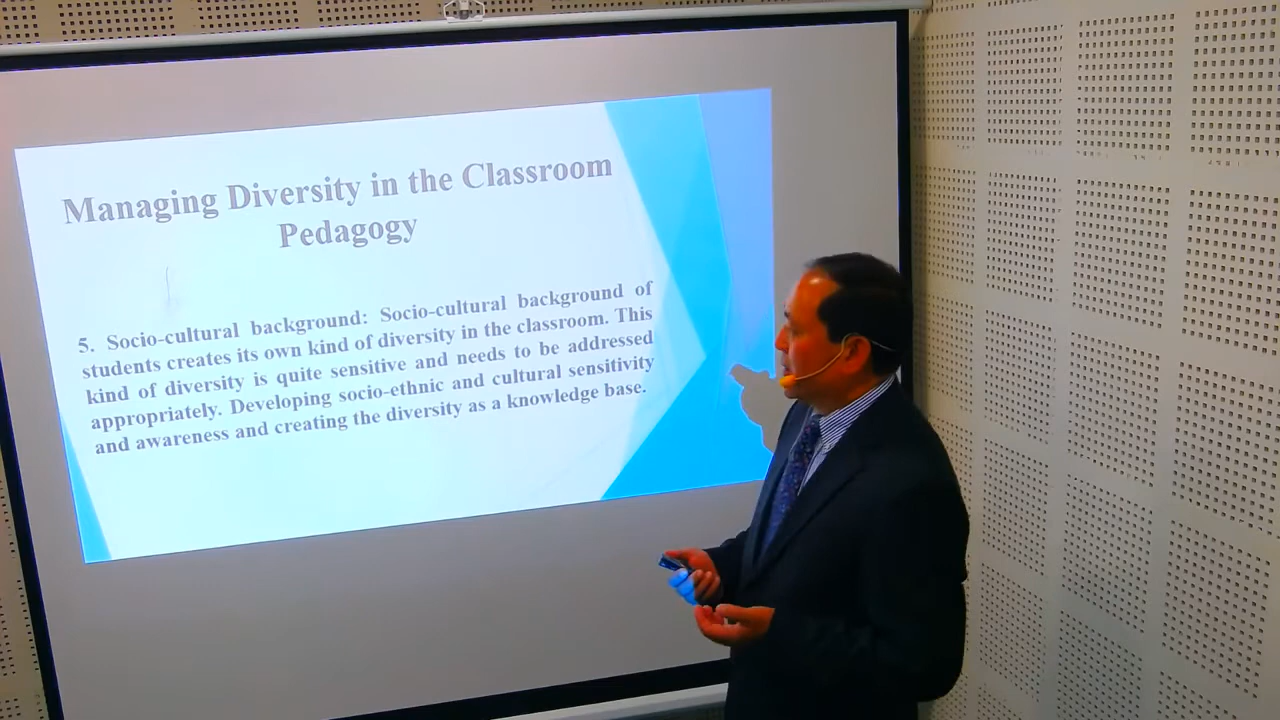 Managing Diversity in the Classroom
Pedagogy
5. Socio-cultural background: Socio-cultural background of
students creates its own kind of diversity in the classroom. This
kind of diversity is quite sensitive and needs to be addressed
appropriately. Developing socio-ethnic and cultural sensitivity
and awareness and creating the diversity as a knowledge base.